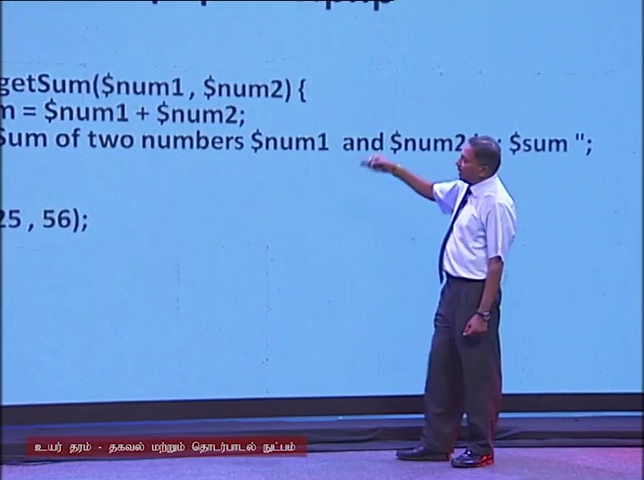 getSum($num1 , $num2) {
m = $num1 + $num2;
Sum of two numbers $num1 and $num2 : $sum ";
25 , 56);
உயர் தரம் - தகவல் மற்றும் தொடர்பாடல் நுட்பம்